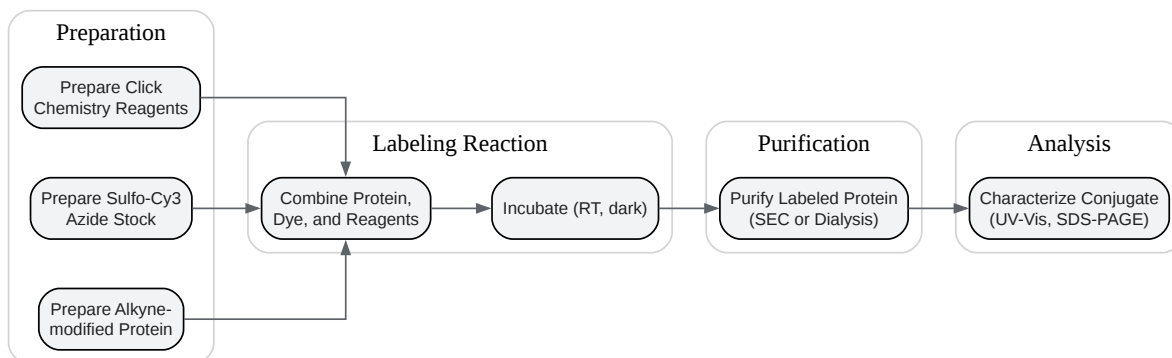 Preparation
Prepare Click
Chemistry Reagents
Prepare Sulfo-Cy3
Azide Stock
Prepare Alkyne-
modified Protein
Labeling Reaction
Combine Protein,
Dye, and Reagents
Incubate (RT, dark)
Purification
Purify Labeled Protein
(SEC or Dialysis)
Analysis
Characterize Conjugate
(UV-Vis, SDS-PAGE)